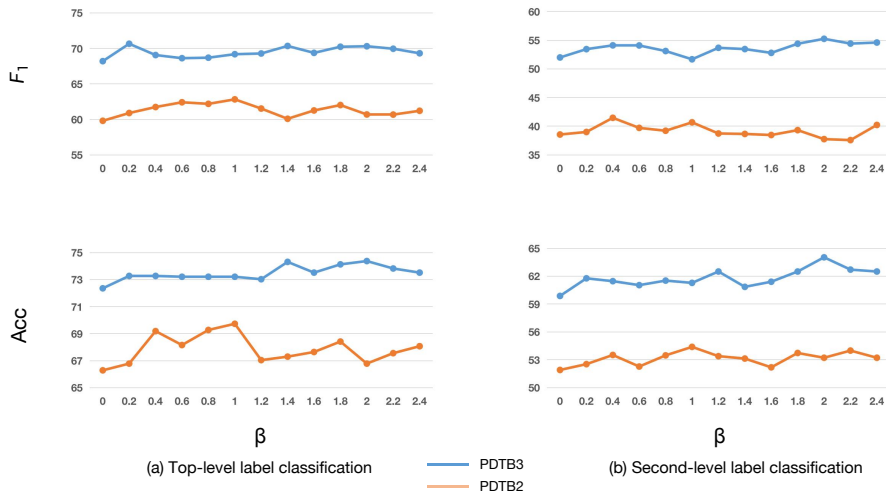 F1
75
70
65
60
55
0 0.2 0.4 0.6 0.8 1 1.2 1.4 1.6 1.8 2 2.2 2.4
60
55
50
45
40
35
0 0.2 0.4 0.6 0.8 1 1.2 1.4 1.6 1.8 2 2.2 2.4
Acc
75
73
71
69
67
65
0 0.2 0.4 0.6 0.8 1 1.2 1.4 1.6 1.8 2 2.2 2.4
65
62
59
56
53
50
0 0.2 0.4 0.6 0.8 1 1.2 1.4 1.6 1.8 2 2.2 2.4
β
β
(a) Top-level label classification
PDTB3
PDTB2
(b) Second-level label classification